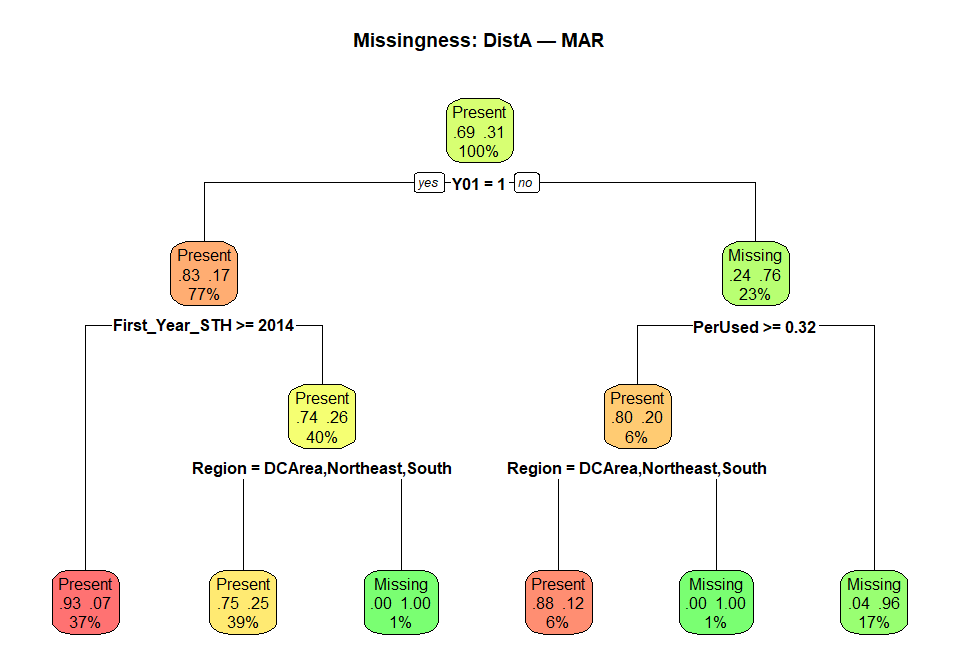 Missingness: DistA — MAR
Present
.69 .31
100%
yes Y01 = 1 no
Present
.83 .17
77%
Missing
.24 .76
23%
First_Year_STH >= 2014
PerUsed >= 0.32
Present
.74 .26
40%
Present
.80 .20
6%
Region = DCArea,Northeast,South
Region = DCArea,Northeast,South
Present
.93 .07
37%
Present
.75 .25
39%
Missing
.00 1.00
1%
Present
.88 .12
6%
Missing
.00 1.00
1%
Missing
.04 .96
17%